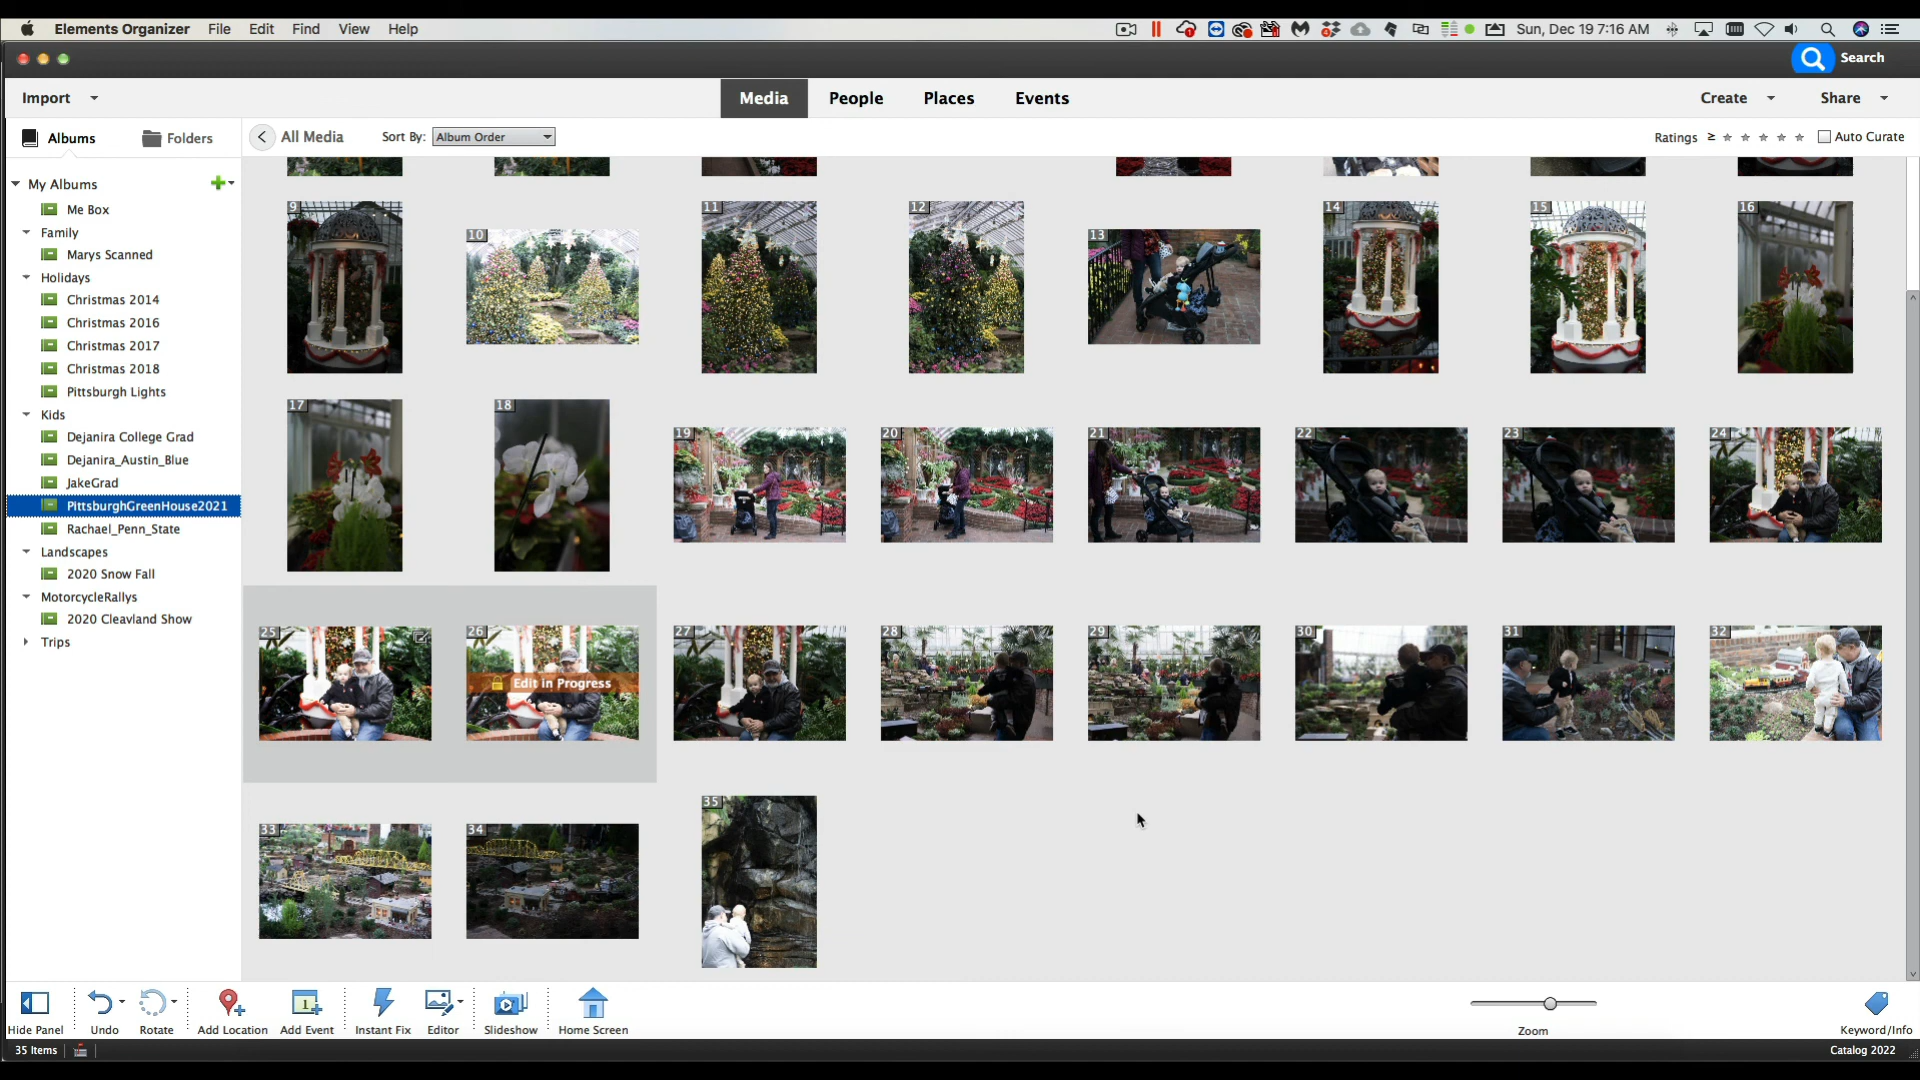 Elements Organizer File Edit Find View Help Sun, Dec 19 7:16 AM
Search
Import Media People Places Events Create Share
Albums Folders All Media Sort By: Album Order Ratings ≥ Auto Curate
My Albums
Me Box
Family
Marys Scanned
Holidays
Christmas 2014
Christmas 2016
Christmas 2017
Christmas 2018
Pittsburgh Lights
Kids
Dejanira College Grad
Dejanira_Austin_Blue
JakeGrad
PittsburghGreenHouse2021
Rachael_Penn_State
Landscapes
2020 Snow Fall
MotorcycleRallys
2020 Cleavland Show
Trips
9 10 11 12 13 14 15 16
17 18 19 20 21 22 23 24
25 26 27 28 29 30 31 32
Edit in Progress
33 34 35
Hide Panel Undo Rotate Add Location Add Event Instant Fix Editor Slideshow Home Screen Zoom Keyword/Info
35 Items Catalog 2022